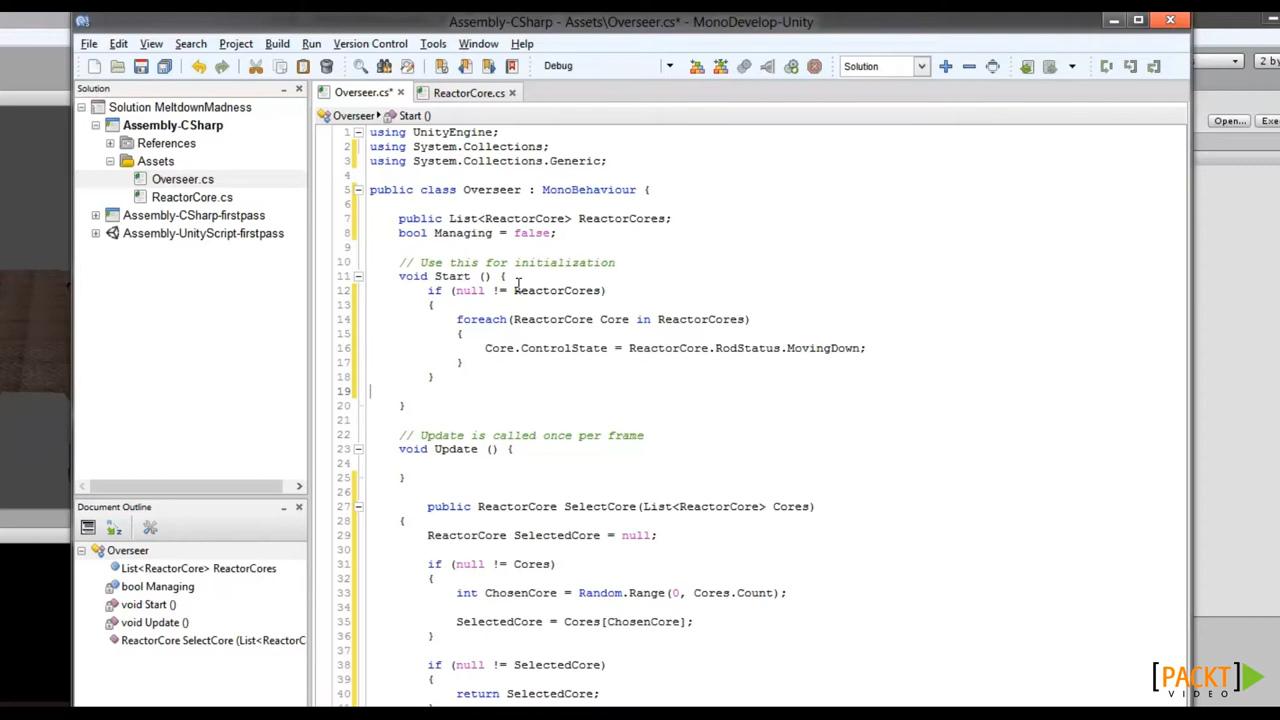 Assembly-CSharp - Assets\Overseer.cs* - MonoDevelop-Unity
File Edit View Search Project Build Run Version Control Tools Window Help
Debug
Solution
2 by
Solution
Overseer.cs*
ReactorCore.cs
Solution MeltdownMadness
Assembly-CSharp
References
Assets
Overseer.cs
ReactorCore.cs
Assembly-CSharp-firstpass
Assembly-UnityScript-firstpass
Overseer Start ()
Open...
Exe
1 using UnityEngine;
2 using System.Collections;
3 using System.Collections.Generic;
4
5 public class Overseer : MonoBehaviour {
6
7 public List<ReactorCore> ReactorCores;
8 bool Managing = false;
9
10 // Use this for initialization
11 void Start () {
12 if (null != ReactorCores)
13 {
14 foreach(ReactorCore Core in ReactorCores)
15 {
16 Core.ControlState = ReactorCore.RodStatus.MovingDown;
17 }
18 }
19
20 }
21
22 // Update is called once per frame
23 void Update () {
24
25 }
26
27 public ReactorCore SelectCore(List<ReactorCore> Cores)
28 {
29 ReactorCore SelectedCore = null;
30
31 if (null != Cores)
32 {
33 int ChosenCore = Random.Range(0, Cores.Count);
34
35 SelectedCore = Cores[ChosenCore];
36 }
37
38 if (null != SelectedCore)
39 {
40 return SelectedCore;
Document Outline
Overseer
List<ReactorCore> ReactorCores
bool Managing
void Start ()
void Update ()
ReactorCore SelectCore (List<ReactorC
[PACKT]
VIDEO